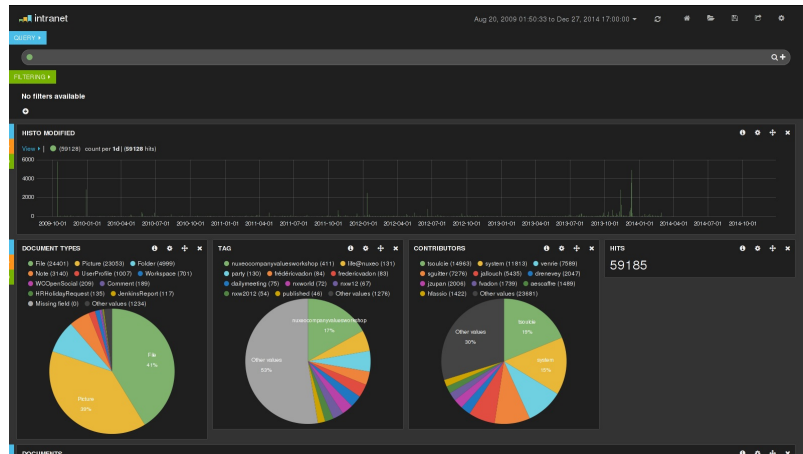 intranet
Aug 20, 2009 01:50:33 to Dec 27, 2014 17:00:00
QUERY
FILTERING
No filters available
HISTO MODIFIED
View | (59128) count per 1d | (59128 hits)
6000
4000
2000
0
2009-10-01 2010-01-01 2010-04-01 2010-07-01 2010-10-01 2011-01-01 2011-04-01 2011-07-01 2011-10-01 2012-01-01 2012-04-01 2012-07-01 2012-10-01 2013-01-01 2013-04-01 2013-07-01 2013-10-01 2014-01-01 2014-04-01 2014-07-01 2014-10-01
DOCUMENT TYPES
File (24401) Picture (23053) Folder (4999)
Note (3140) UserProfile (1007) Workspace (701)
WCOpenSocial (209) Comment (189)
HRHolidayRequest (135) JenkinsReport (117)
Missing field (0) Other values (1234)
File
41%
Picture
39%
TAG
nuxeocompanyvaluesworkshop (411) life@nuxeo (131)
party (130) frédéricvadon (84) fredericvadon (83)
dailymeeting (75) nxworld (72) nxw12 (67)
nxw2012 (54) published (46) Other values (1276)
nuxeocompanyvaluesworkshop
17%
Other values
53%
CONTRIBUTORS
tsoulcie (14963) system (11813) venrie (7589)
sguitter (7276) jallouch (5435) drenevey (2047)
jzupan (2006) fvadon (1739) aescaffre (1489)
hfassio (1422) Other values (23681)
tsoulcie
19%
system
15%
Other values
30%
HITS
59185
DOCUMENTS